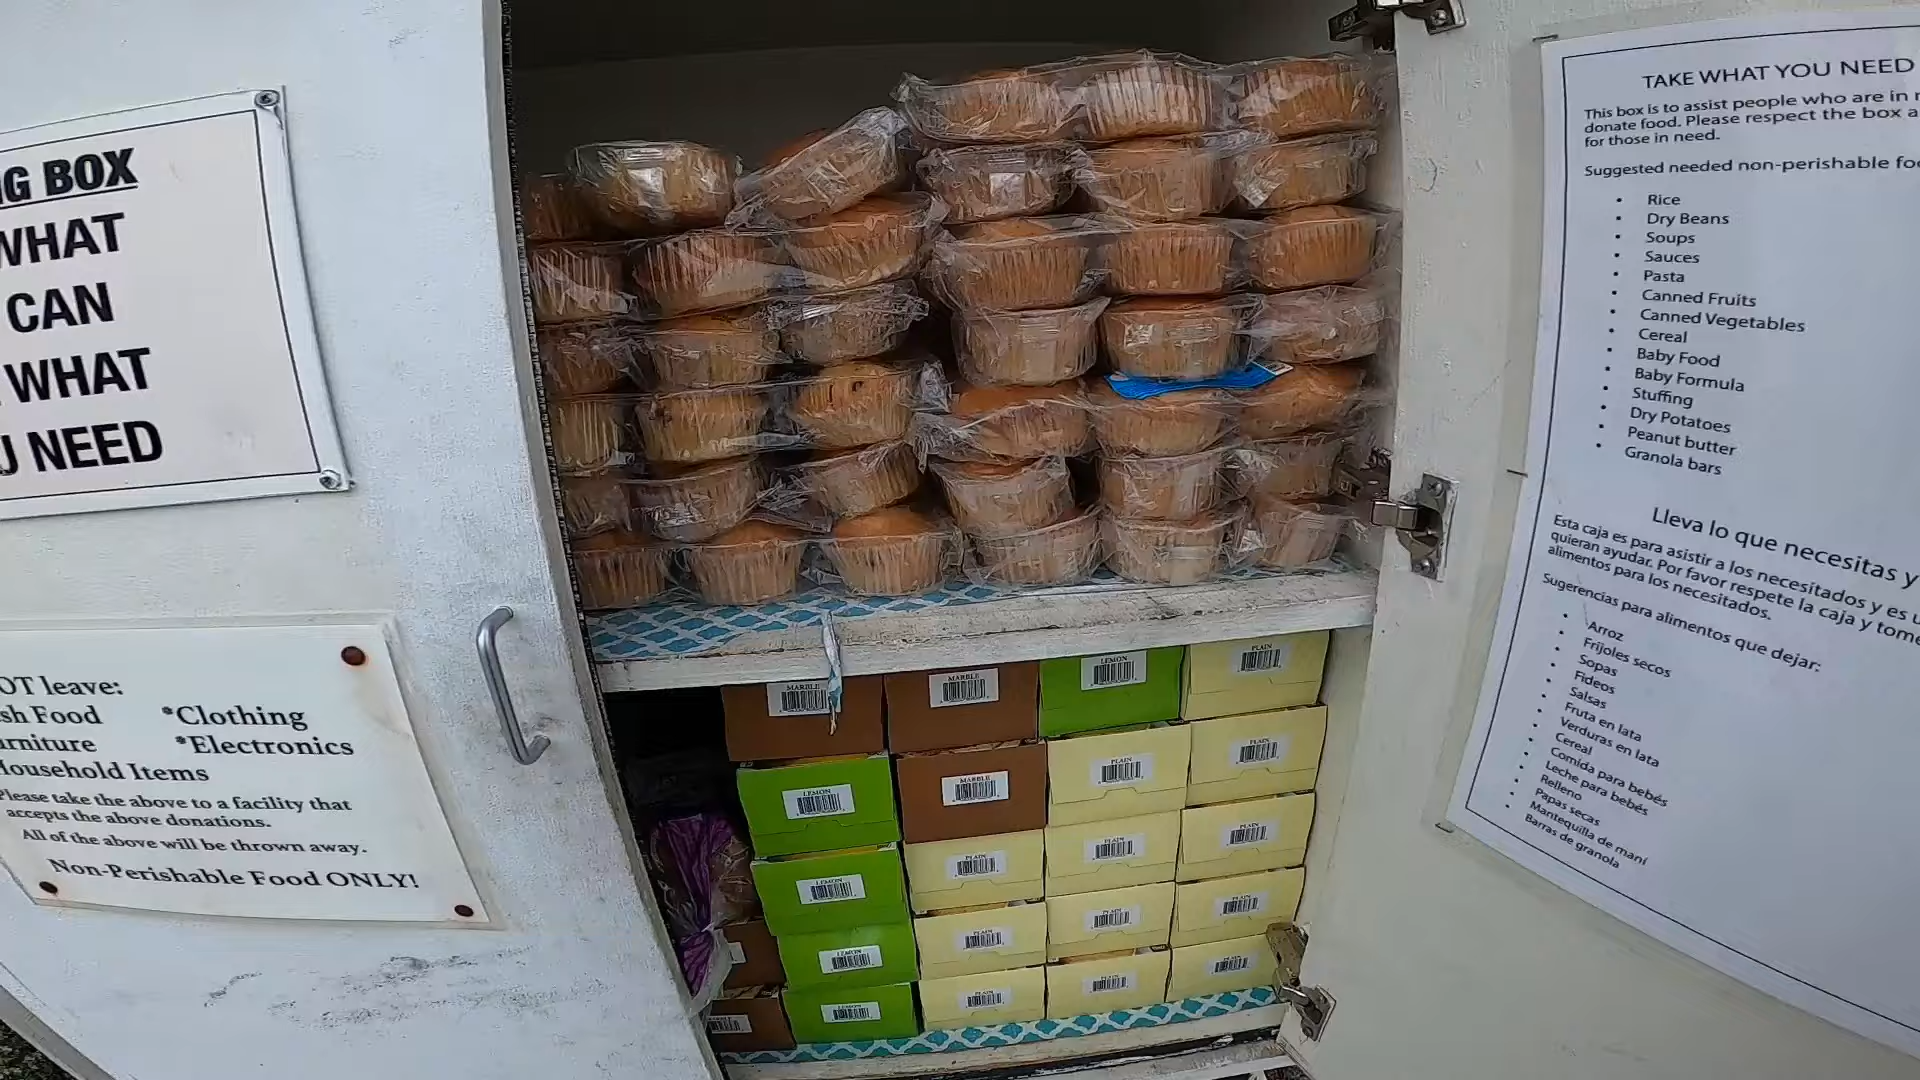 G BOX
WHAT
CAN
WHAT
U NEED
OT leave:
sh Food *Clothing
urniture *Electronics
Household Items
Please take the above to a facility that
accepts the above donations.
All of the above will be thrown away.
Non-Perishable Food ONLY!
MARBLE
MARBLE
LEMON
PLAIN
LEMON
MARBLE
PLAIN
PLAIN
LEMON
PLAIN
PLAIN
PLAIN
LEMON
PLAIN
PLAIN
PLAIN
LEMON
PLAIN
PLAIN
PLAIN
TAKE WHAT YOU NEED
This box is to assist people who are in
donate food. Please respect the box a
for those in need.
Suggested needed non-perishable fo
• Rice
• Dry Beans
• Soups
• Sauces
• Pasta
• Canned Fruits
• Canned Vegetables
• Cereal
• Baby Food
• Baby Formula
• Stuffing
• Dry Potatoes
• Peanut butter
• Granola bars
Lleva lo que necesitas y
Esta caja es para asistir a los necesitados y es u
quieran ayudar. Por favor respete la caja y tome
alimentos para los necesitados.
Sugerencias para alimentos que dejar:
• Arroz
• Frijoles secos
• Sopas
• Fideos
• Salsas
• Fruta en lata
• Verduras en lata
• Cereal
• Comida para bebés
• Leche para bebés
• Relleno
• Papas secas
• Mantequilla de maní
• Barras de granola